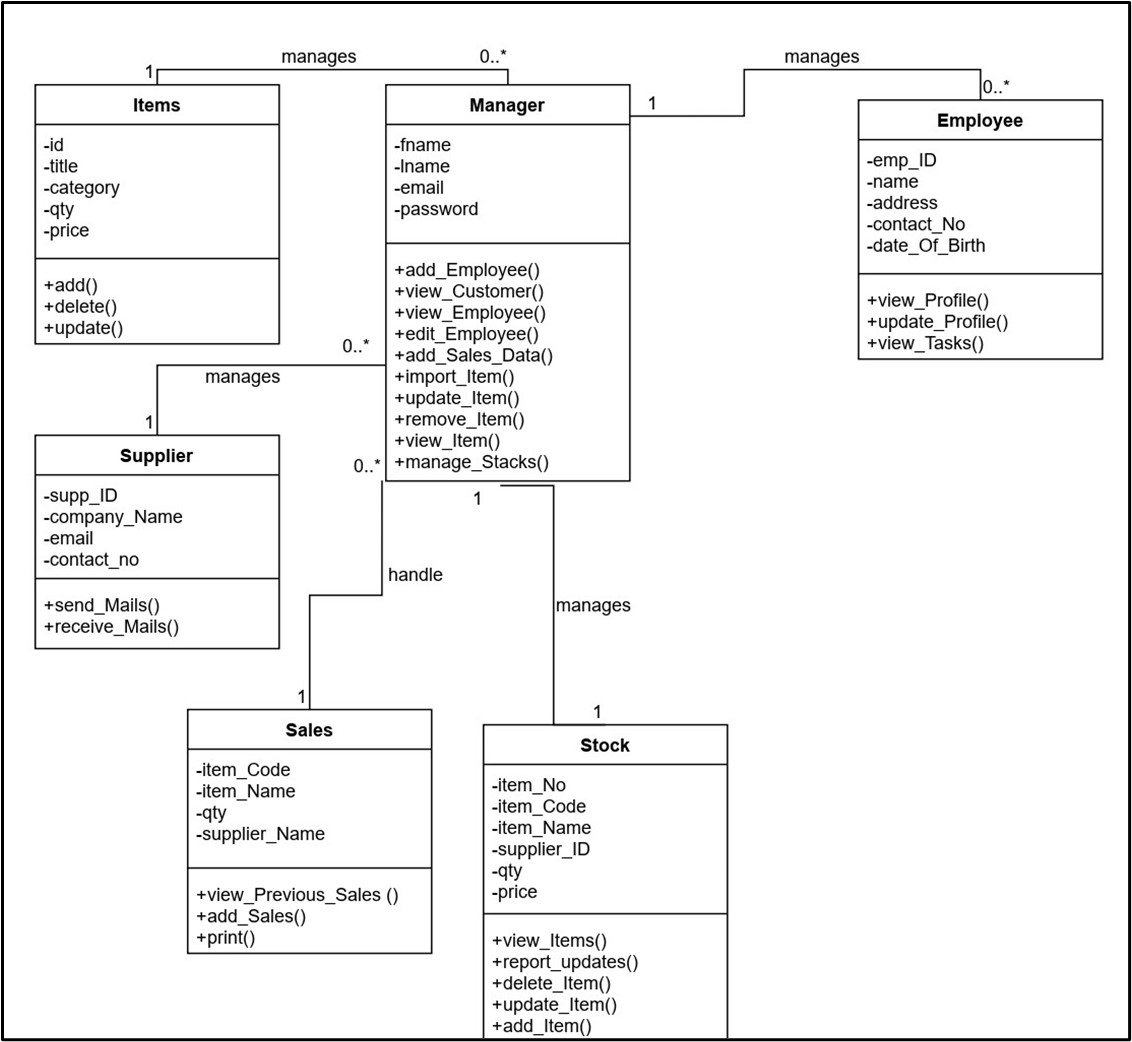 manages
1
0..*
Items
-id
-title
-category
-qty
-price
+add()
+delete()
+update()
Manager
-fname
-lname
-email
-password
+add_Employee()
+view_Customer()
+view_Employee()
+edit_Employee()
+add_Sales_Data()
+import_Item()
+update_Item()
+remove_Item()
+view_Item()
+manage_Stacks()
manages
1
0..*
Employee
-emp_ID
-name
-address
-contact_No
-date_Of_Birth
+view_Profile()
+update_Profile()
+view_Tasks()
0..*
manages
1
Supplier
-supp_ID
-company_Name
-email
-contact_no
+send_Mails()
+receive_Mails()
0..*
handle
1
Sales
-item_Code
-item_Name
-qty
-supplier_Name
+view_Previous_Sales ()
+add_Sales()
+print()
1
manages
1
Stock
-item_No
-item_Code
-item_Name
-supplier_ID
-qty
-price
+view_Items()
+report_updates()
+delete_Item()
+update_Item()
+add_Item()